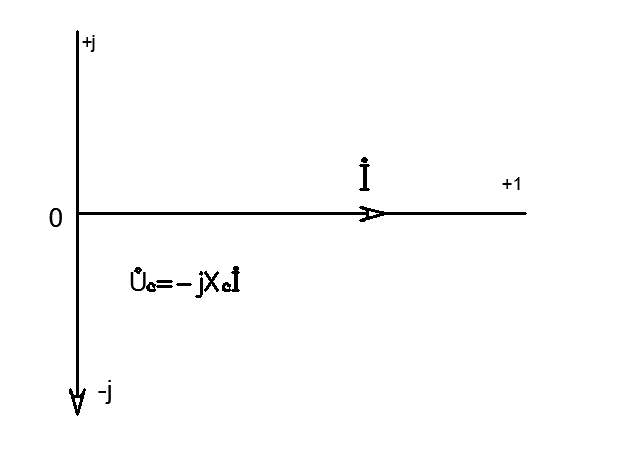 +j
İ
+1
0
U̇c=-jXcİ
-j